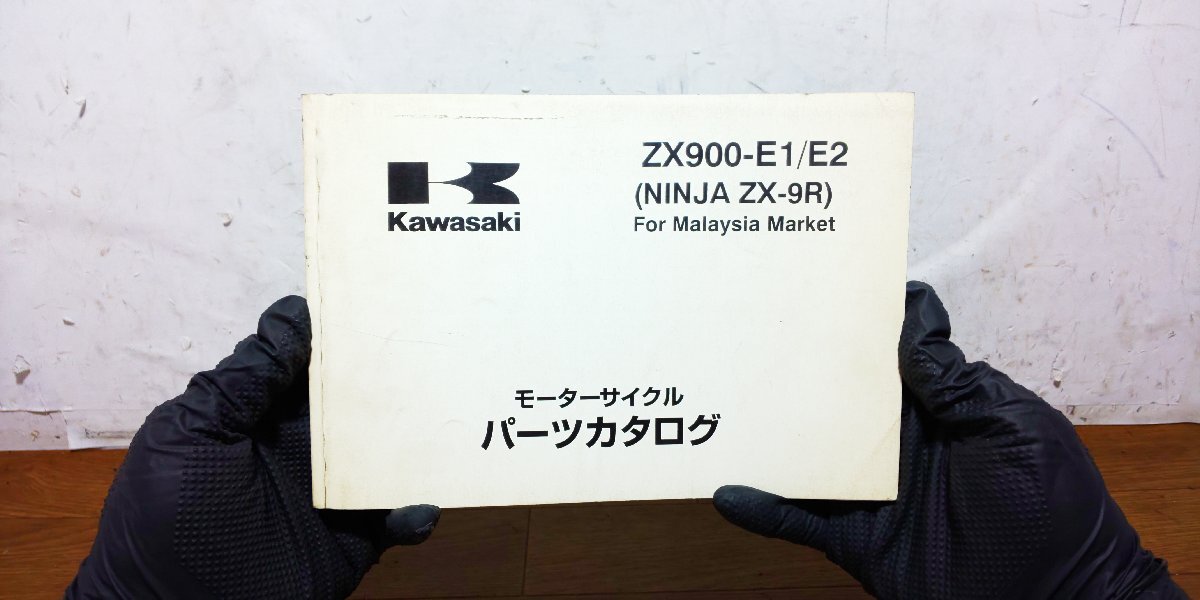 Kawasaki
ZX900-E1/E2
(NINJA ZX-9R)
For Malaysia Market
モーターサイクル
パーツカタログ